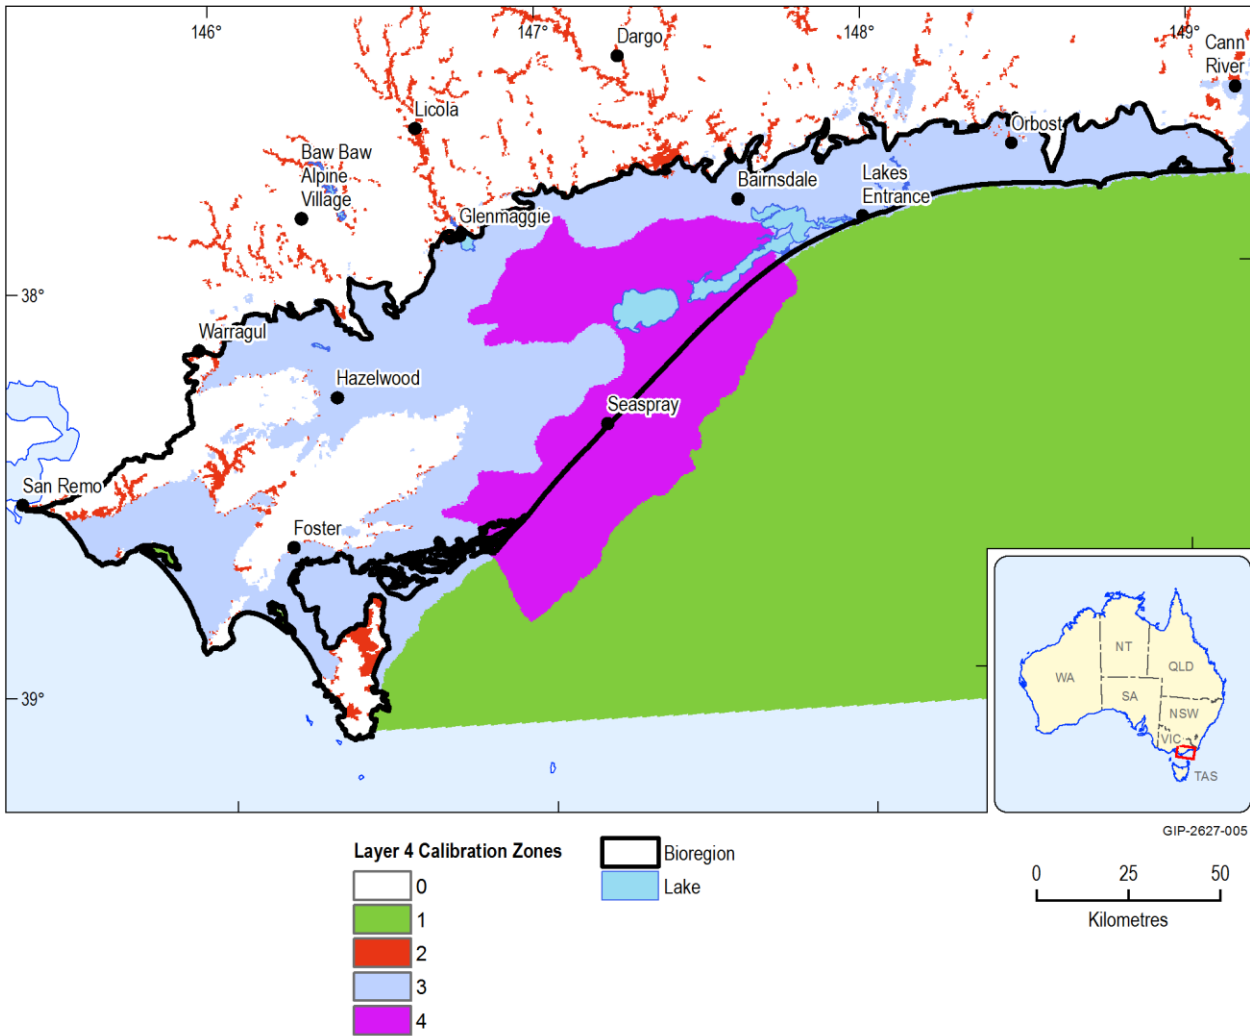 146°
147°
148°
149°
Dargo
Cann
River
Licola
Orbost
Baw Baw
Alpine
Village
Bairnsdale
Lakes
Entrance
Glenmaggie
38°
Warragul
Hazelwood
Seaspray
San Remo
Foster
39°
NT
QLD
WA
SA
NSW
VIC
TAS
GIP-2627-005
Layer 4 Calibration Zones
0
1
2
3
4
Bioregion
Lake
0 25 50
Kilometres